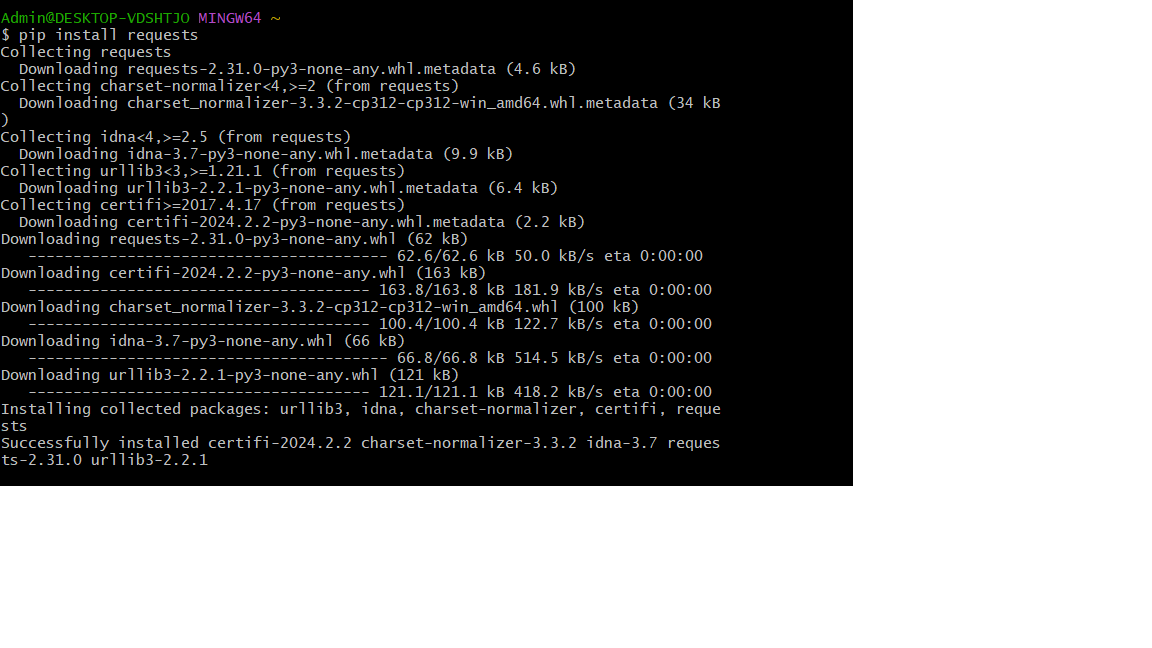 Admin@DESKTOP-VDSHTJO MINGW64 ~
$ pip install requests
Collecting requests
  Downloading requests-2.31.0-py3-none-any.whl.metadata (4.6 kB)
Collecting charset-normalizer<4,>=2 (from requests)
  Downloading charset_normalizer-3.3.2-cp312-cp312-win_amd64.whl.metadata (34 kB
)
Collecting idna<4,>=2.5 (from requests)
  Downloading idna-3.7-py3-none-any.whl.metadata (9.9 kB)
Collecting urllib3<3,>=1.21.1 (from requests)
  Downloading urllib3-2.2.1-py3-none-any.whl.metadata (6.4 kB)
Collecting certifi>=2017.4.17 (from requests)
  Downloading certifi-2024.2.2-py3-none-any.whl.metadata (2.2 kB)
Downloading requests-2.31.0-py3-none-any.whl (62 kB)
   ---------------------------------------- 62.6/62.6 kB 50.0 kB/s eta 0:00:00
Downloading certifi-2024.2.2-py3-none-any.whl (163 kB)
   -------------------------------------- 163.8/163.8 kB 181.9 kB/s eta 0:00:00
Downloading charset_normalizer-3.3.2-cp312-cp312-win_amd64.whl (100 kB)
   -------------------------------------- 100.4/100.4 kB 122.7 kB/s eta 0:00:00
Downloading idna-3.7-py3-none-any.whl (66 kB)
   ---------------------------------------- 66.8/66.8 kB 514.5 kB/s eta 0:00:00
Downloading urllib3-2.2.1-py3-none-any.whl (121 kB)
   -------------------------------------- 121.1/121.1 kB 418.2 kB/s eta 0:00:00
Installing collected packages: urllib3, idna, charset-normalizer, certifi, reque
sts
Successfully installed certifi-2024.2.2 charset-normalizer-3.3.2 idna-3.7 reques
ts-2.31.0 urllib3-2.2.1